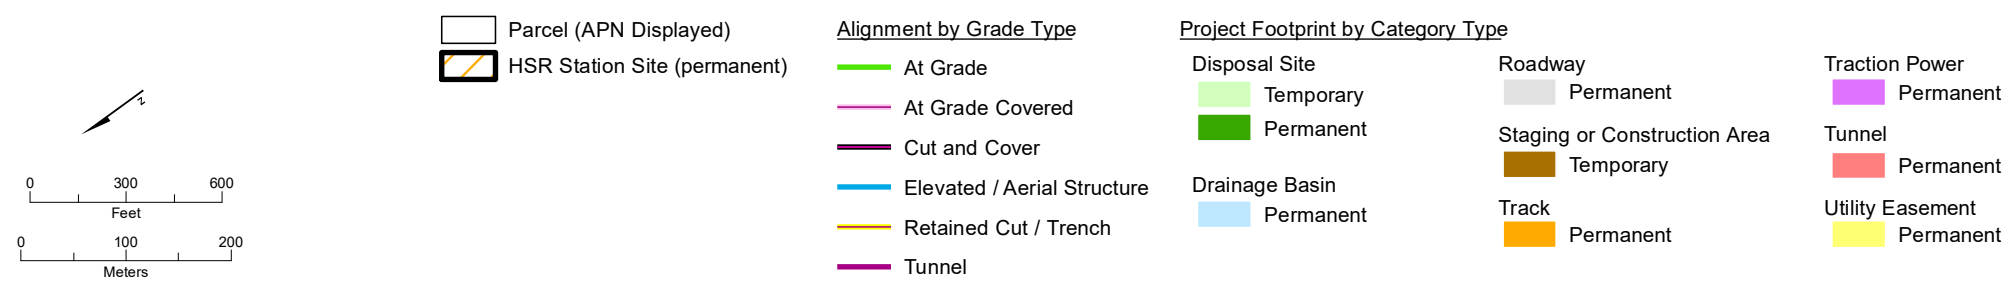 Parcel (APN Displayed)
HSR Station Site (permanent)
N
0 300 600
Feet
0 100 200
Meters
Alignment by Grade Type
At Grade
At Grade Covered
Cut and Cover
Elevated / Aerial Structure
Retained Cut / Trench
Tunnel
Project Footprint by Category Type
Disposal Site
Temporary
Permanent
Drainage Basin
Permanent
Roadway
Permanent
Staging or Construction Area
Temporary
Track
Permanent
Traction Power
Permanent
Tunnel
Permanent
Utility Easement
Permanent